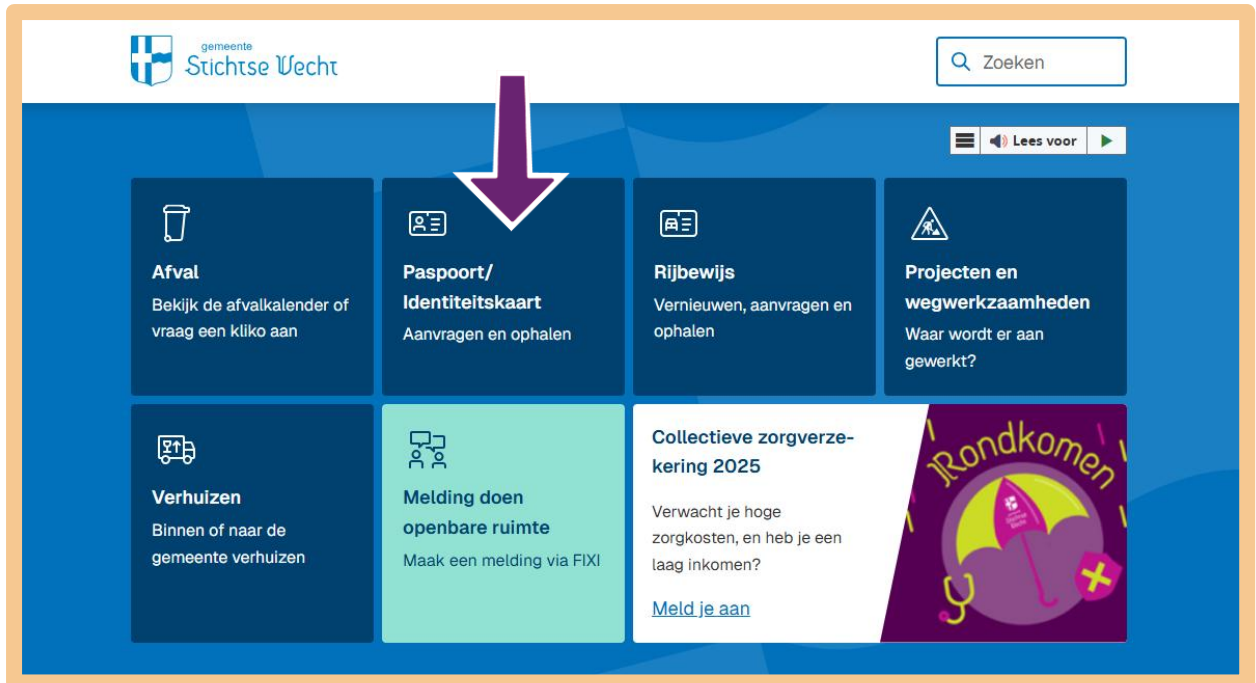 gemeente
Stichtse Vecht
Zoeken
Lees voor
Afval
Bekijk de afvalkalender of
vraag een kliko aan
Paspoort/
Identiteitskaart
Aanvragen en ophalen
Rijbewijs
Vernieuwen, aanvragen en
ophalen
Projecten en
wegwerkzaamheden
Waar wordt er aan
gewerkt?
Verhuizen
Binnen of naar de
gemeente verhuizen
Melding doen
openbare ruimte
Maak een melding via FIXI
Collectieve zorgverze-
kering 2025
Verwacht je hoge
zorgkosten, en heb je een
laag inkomen?
Meld je aan
Rondkomen